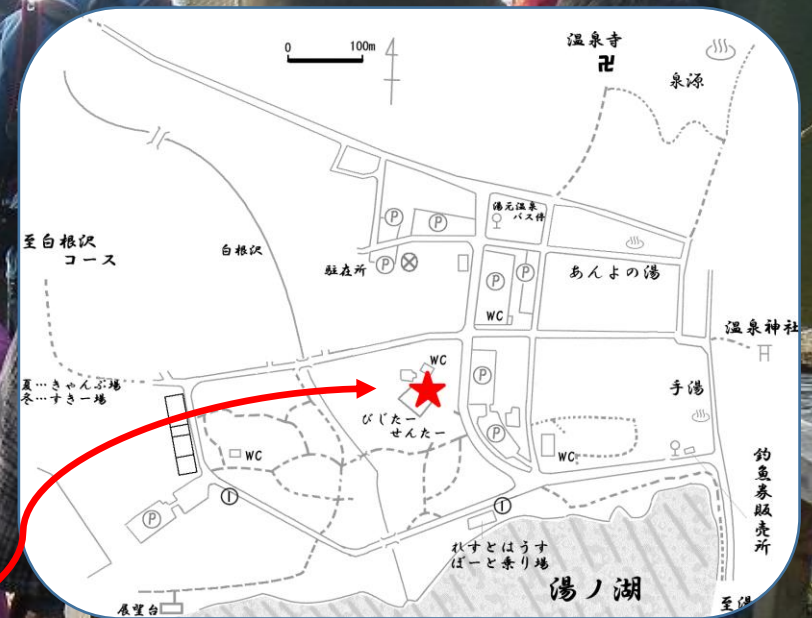 0 100m
温泉寺
卍
泉源
湯元温泉
バス停
P
P
至白根沢
コース
白根沢
駐在所
P
P
P
あんよの湯
WC
温泉神社
WC
夏…きゃんぷ場
冬…すきー場
P
手湯
びじたー
せんたー
P
WC
WC
釣魚券販売所
P
i
i
れすとはうす
ぼーと乗り場
湯ノ湖
展望台